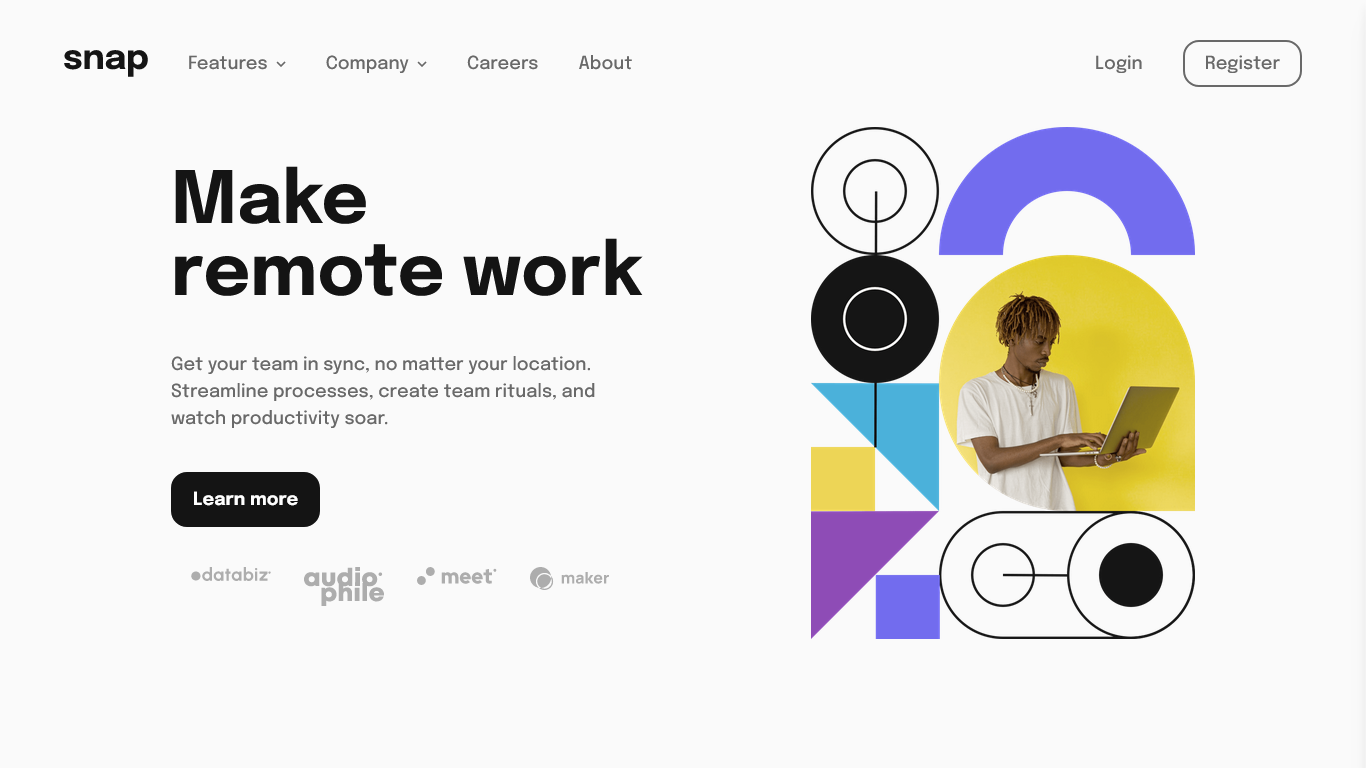 snap Features Company Careers About Login Register
Make
remote work
Get your team in sync, no matter your location.
Streamline processes, create team rituals, and
watch productivity soar.
Learn more
databiz audiophile meet maker